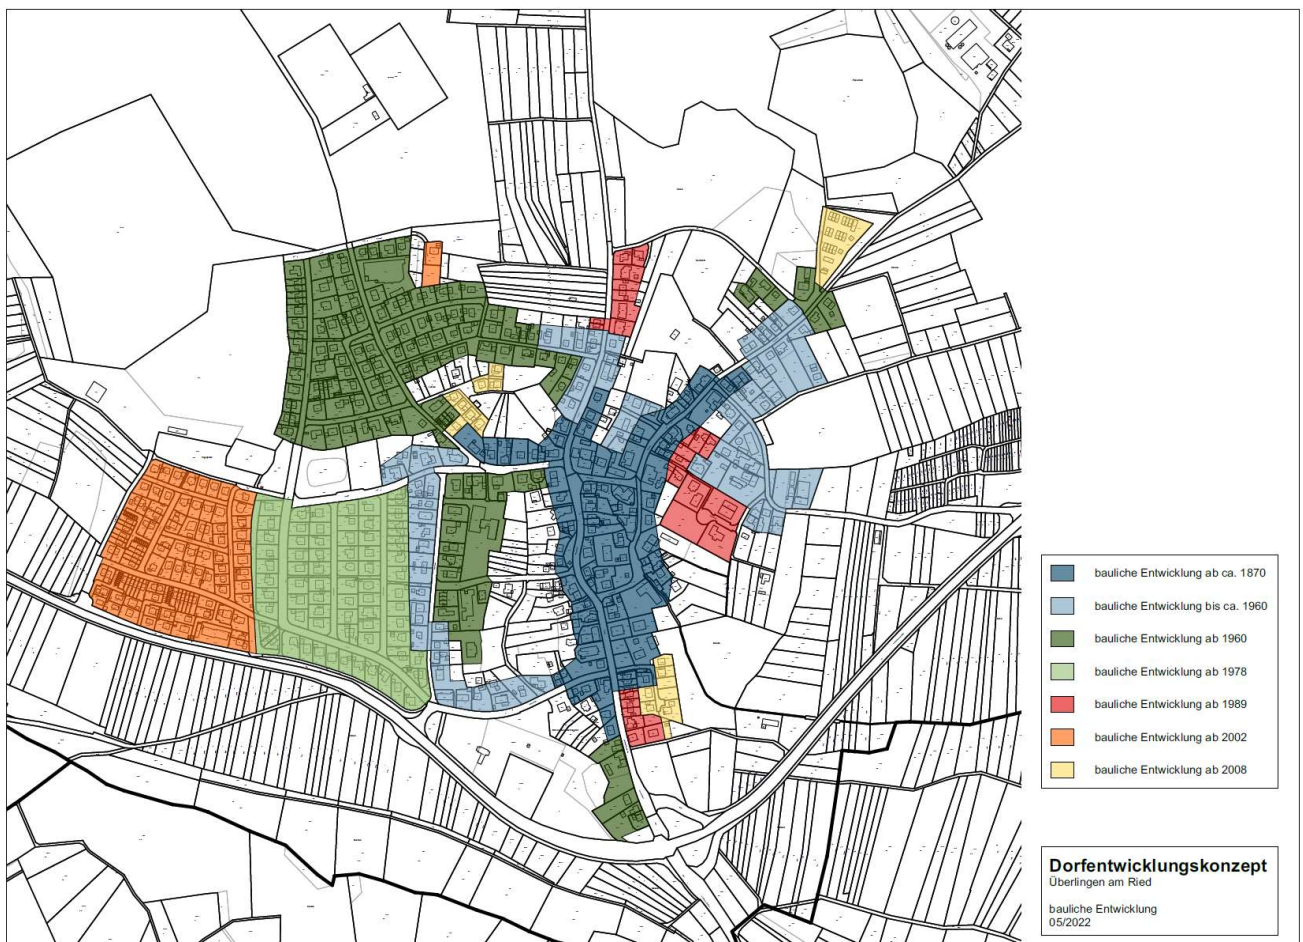 bauliche Entwicklung ab ca. 1870
bauliche Entwicklung bis ca. 1960
bauliche Entwicklung ab 1960
bauliche Entwicklung ab 1978
bauliche Entwicklung ab 1989
bauliche Entwicklung ab 2002
bauliche Entwicklung ab 2008
Dorfentwicklungskonzept
Überlingen am Ried
bauliche Entwicklung
05/2022